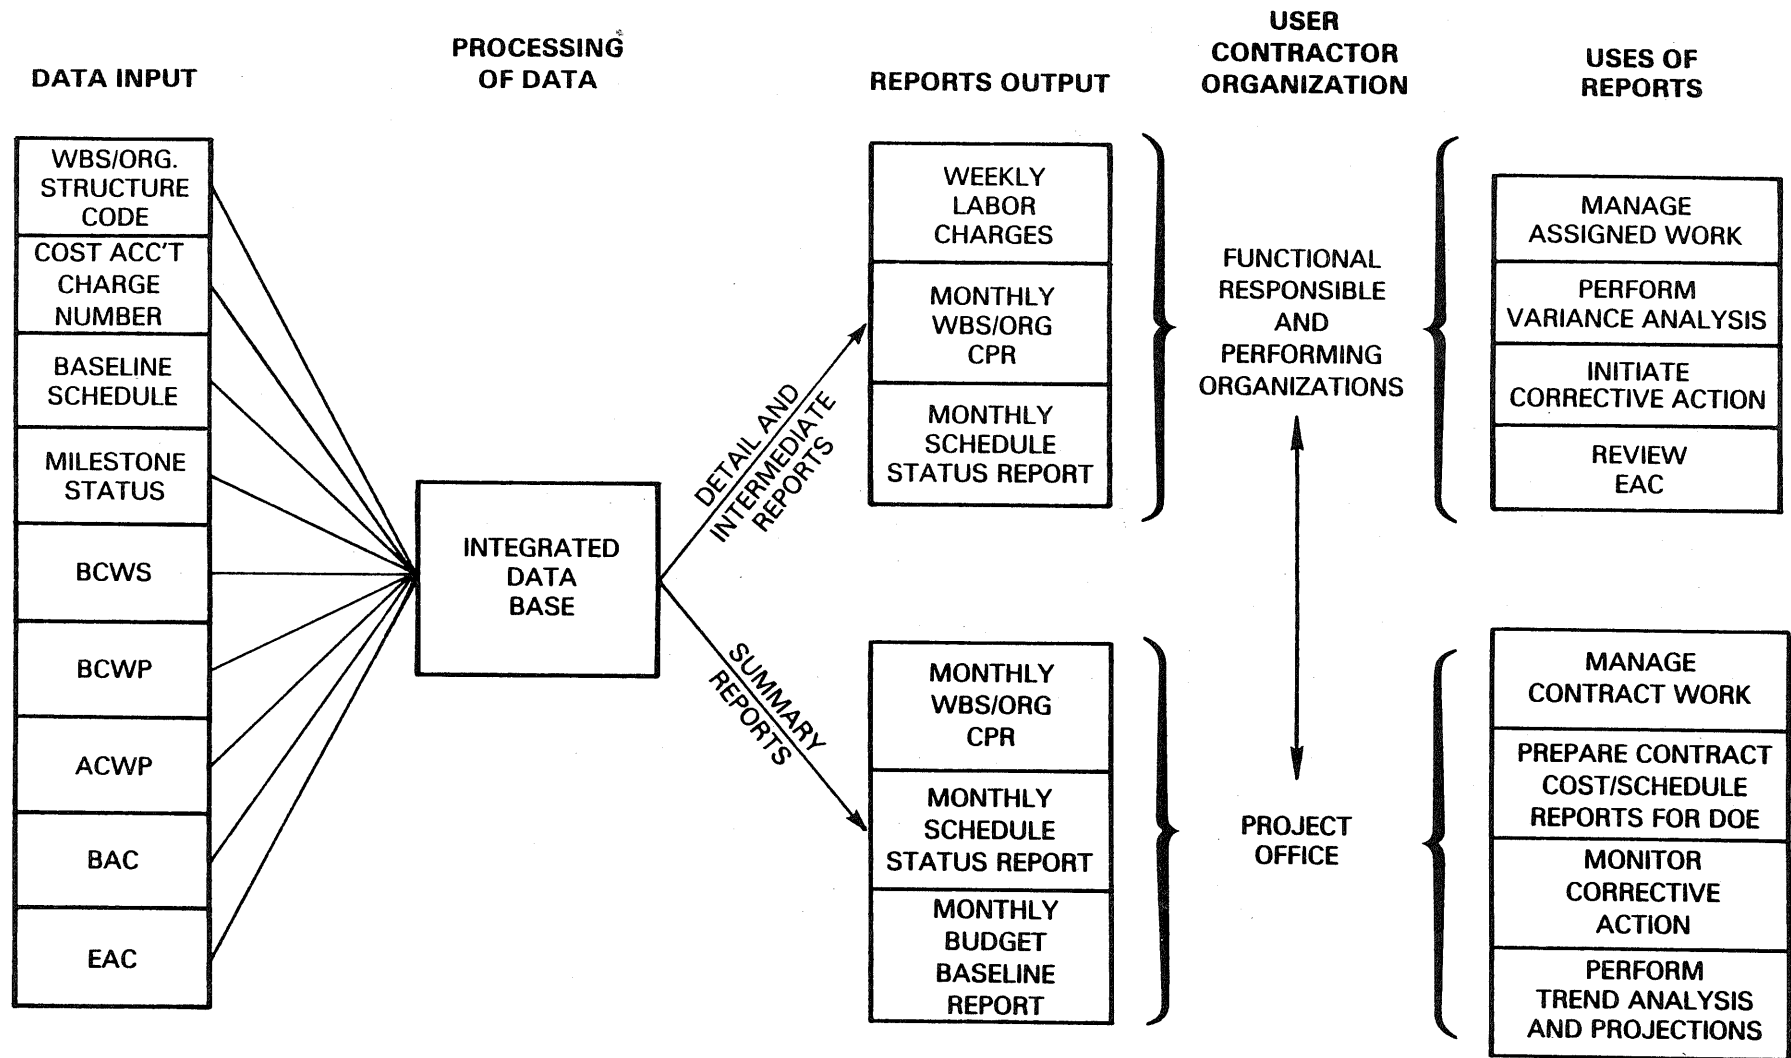 DATA INPUT
PROCESSING
OF DATA
REPORTS OUTPUT
USER
CONTRACTOR
ORGANIZATION
USES OF
REPORTS
WBS/ORG.
STRUCTURE
CODE
COST ACC'T
CHARGE
NUMBER
BASELINE
SCHEDULE
MILESTONE
STATUS
BCWS
BCWP
ACWP
BAC
EAC
INTEGRATED
DATA
BASE
DETAIL AND
INTERMEDIATE
REPORTS
SUMMARY
REPORTS
WEEKLY
LABOR
CHARGES
MONTHLY
WBS/ORG
CPR
MONTHLY
SCHEDULE
STATUS REPORT
MONTHLY
WBS/ORG
CPR
MONTHLY
SCHEDULE
STATUS REPORT
MONTHLY
BUDGET
BASELINE
REPORT
FUNCTIONAL
RESPONSIBLE
AND
PERFORMING
ORGANIZATIONS
PROJECT
OFFICE
MANAGE
ASSIGNED WORK
PERFORM
VARIANCE ANALYSIS
INITIATE
CORRECTIVE ACTION
REVIEW
EAC
MANAGE
CONTRACT WORK
PREPARE CONTRACT
COST/SCHEDULE
REPORTS FOR DOE
MONITOR
CORRECTIVE
ACTION
PERFORM
TREND ANALYSIS
AND PROJECTIONS